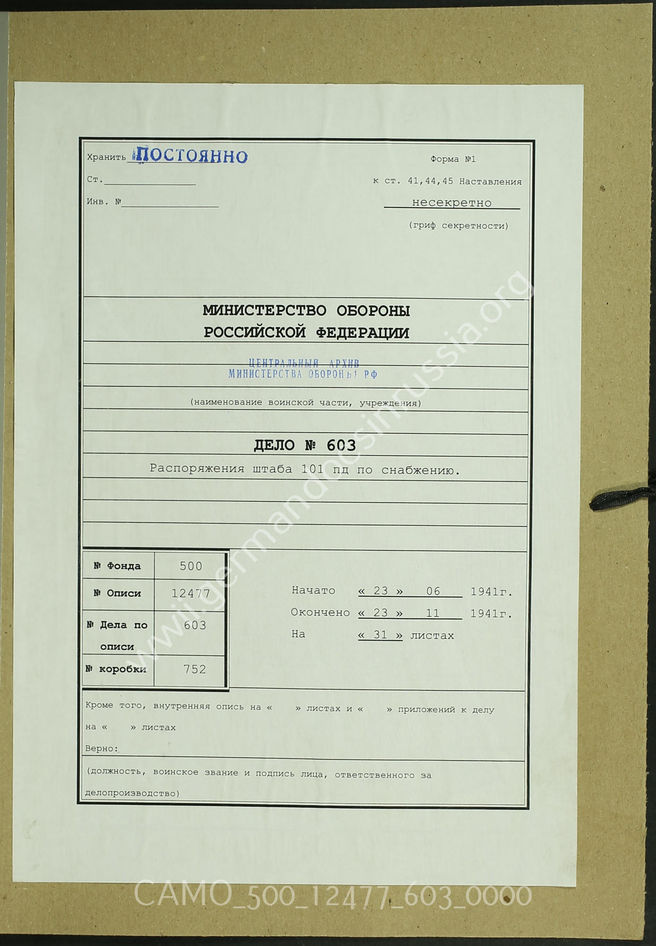 Хранить ПОСТОЯННО
Форма №1
Ст.
к ст. 41,44,45 Наставления
Инв. №
несекретно
(гриф секретности)
МИНИСТЕРСТВО ОБОРОНЫ
РОССИЙСКОЙ ФЕДЕРАЦИИ
ЦЕНТРАЛЬНЫЙ АРХИВ
МИНИСТЕРСТВА ОБОРОНЫ РФ
(наименование воинской части, учреждения)
ДЕЛО № 603
Распоряжения штаба 101 пд по снабжению.
№ Фонда 500
№ Описи 12477
№ Дела по описи 603
№ коробки 752
Начато « 23 » 06 1941г.
Окончено « 23 » 11 1941г.
На « 31 » листах
Кроме того, внутренняя опись на « » листах и « » приложений к делу
на « » листах
Верно:
(должность, воинское звание и подпись лица, ответственного за
делопроизводство)
www.germandocsinrussia.org
CAMO_500_12477_603_0000